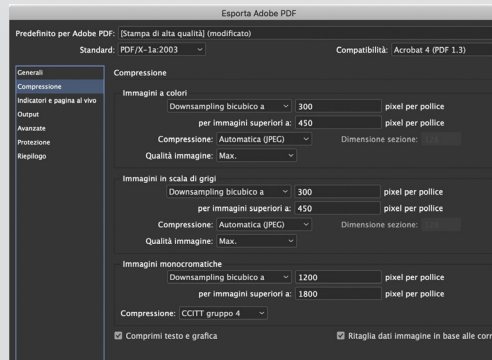 Esporta Adobe PDF
Predefinito per Adobe PDF: [Stampa di alta qualità] (modificato)
Standard: PDF/X-1a:2003 Compatibilità: Acrobat 4 (PDF 1.3)
Generali
Compressione
Indicatori e pagina al vivo
Output
Avanzate
Protezione
Riepilogo
Compressione
Immagini a colori
Downsampling bicubico a 300 pixel per pollice
per immagini superiori a: 450 pixel per pollice
Compressione: Automatica (JPEG) Dimensione sezione: 128
Qualità immagine: Max.
Immagini in scala di grigi
Downsampling bicubico a 300 pixel per pollice
per immagini superiori a: 450 pixel per pollice
Compressione: Automatica (JPEG) Dimensione sezione: 128
Qualità immagine: Max.
Immagini monocromatiche
Downsampling bicubico a 1200 pixel per pollice
per immagini superiori a: 1800 pixel per pollice
Compressione: CCITT gruppo 4
Comprimi testo e grafica Ritaglia dati immagine in base alle corn